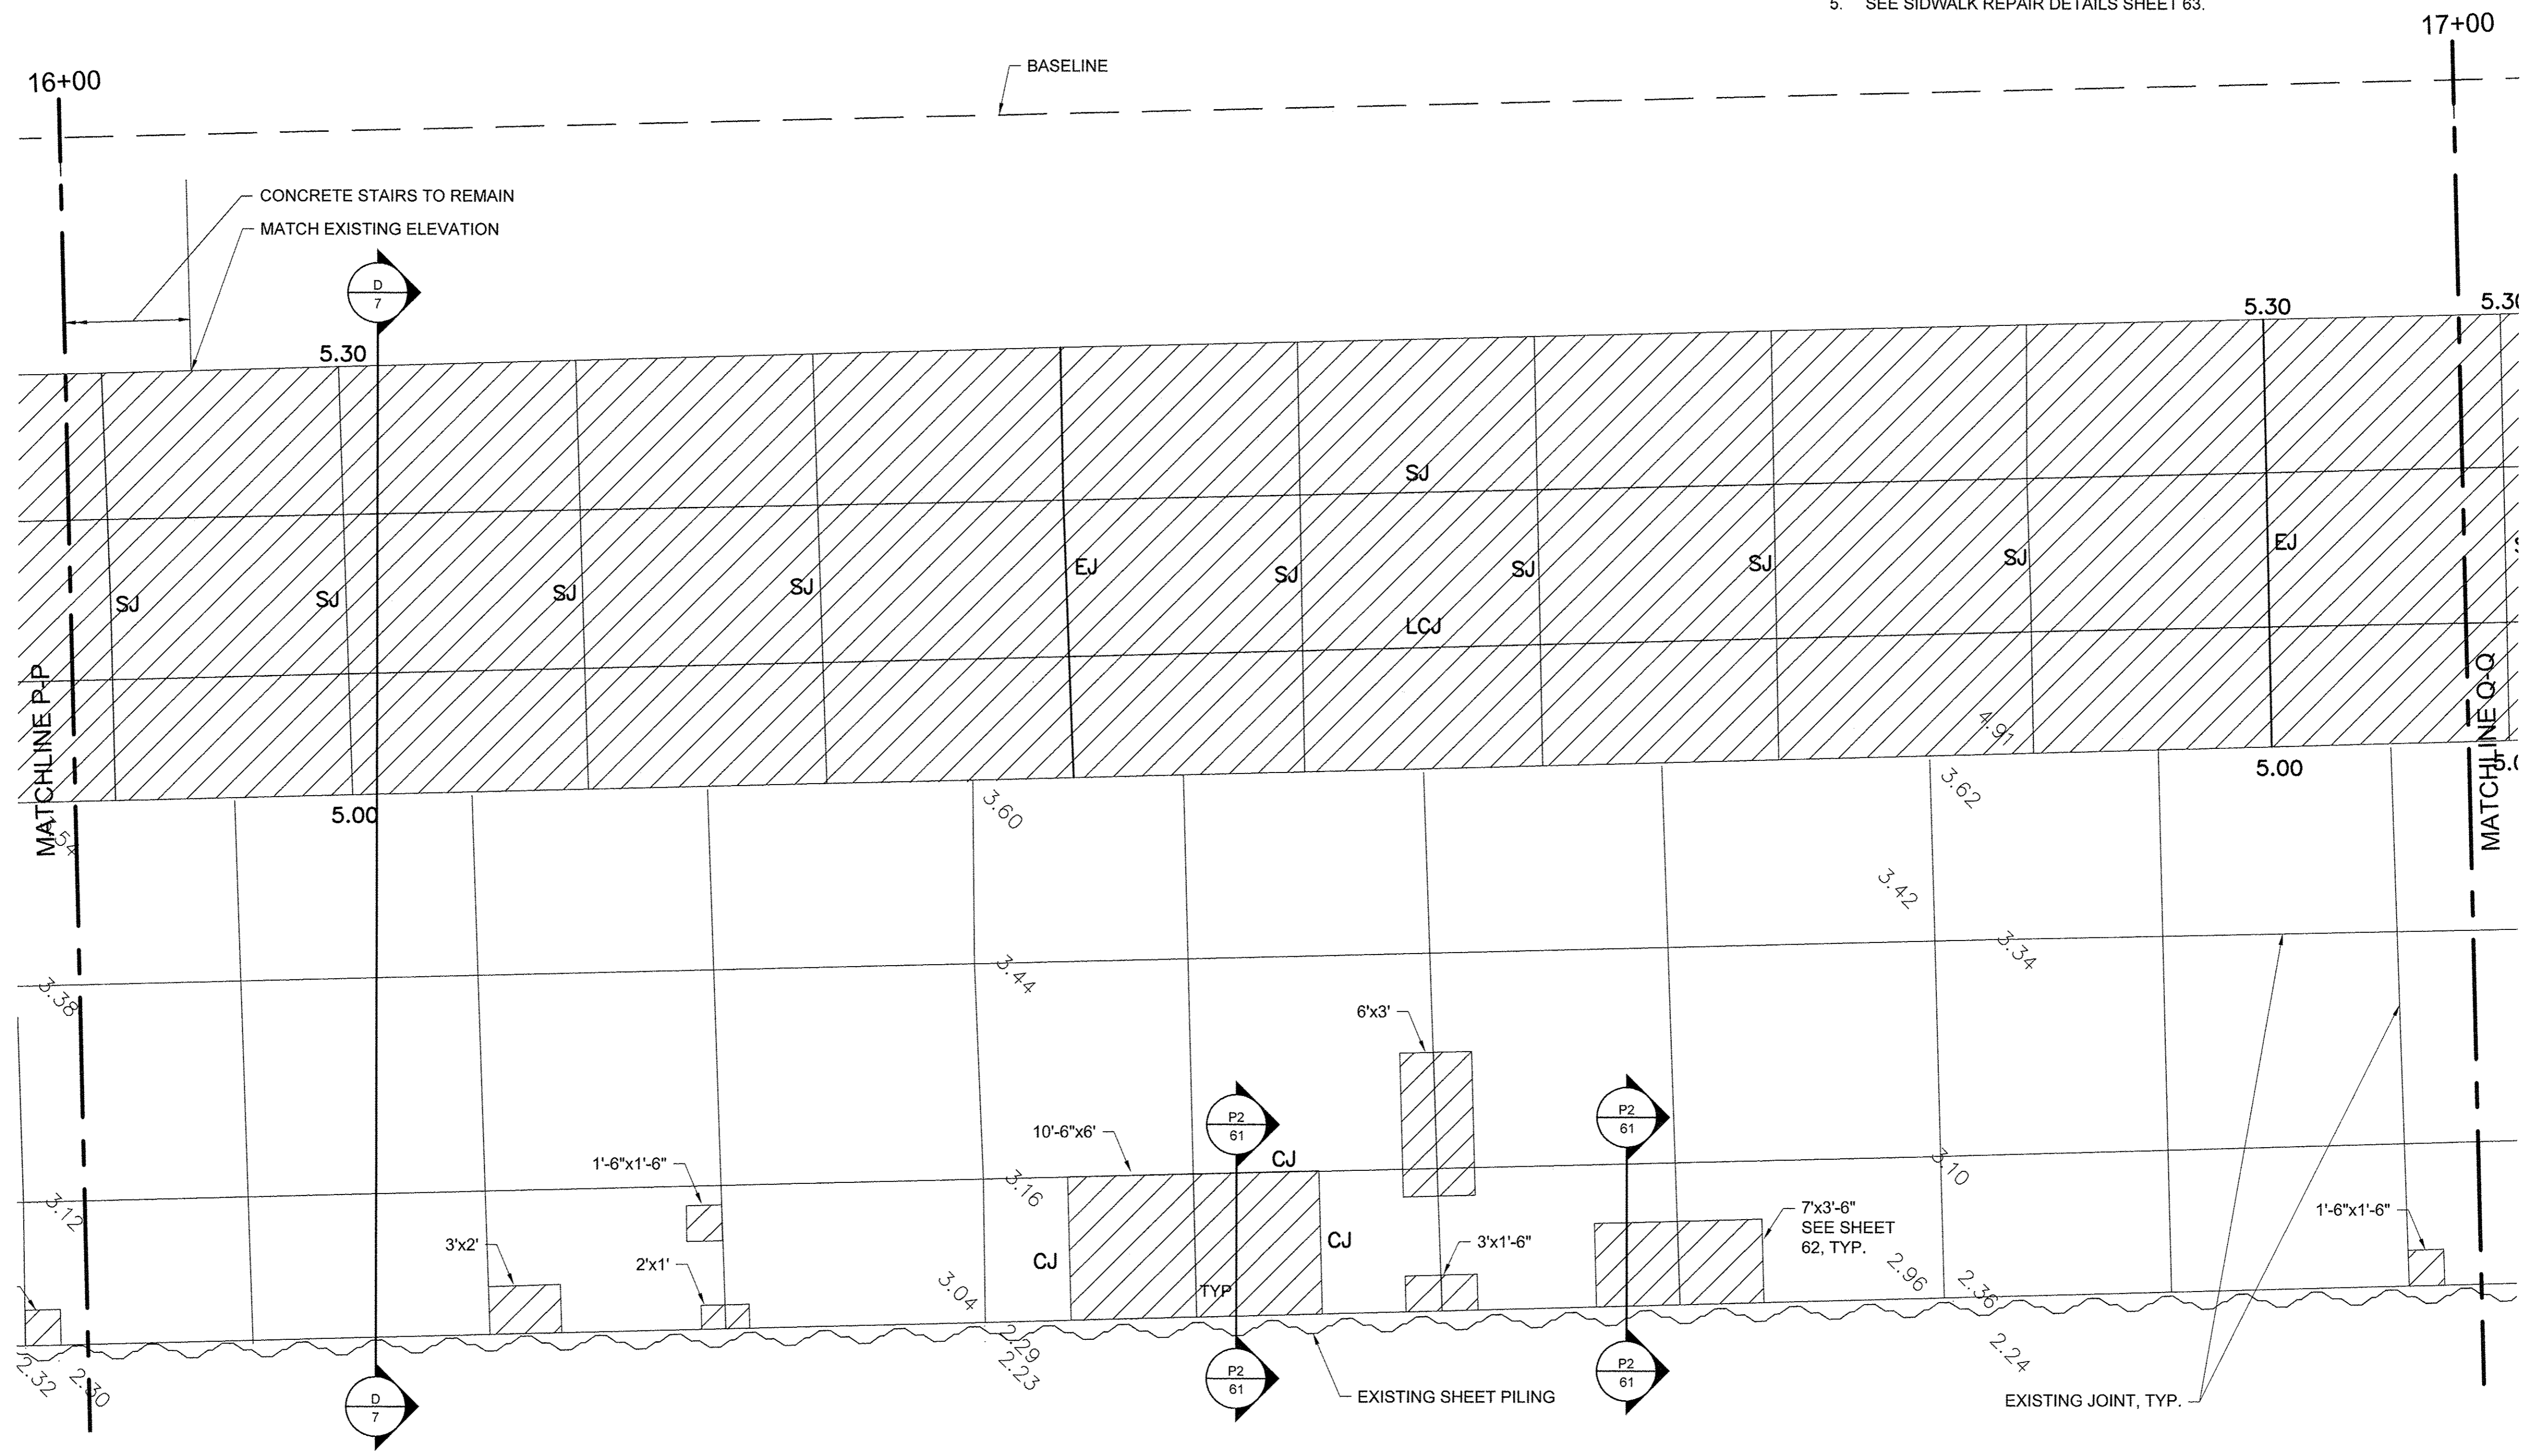 5. SEE SIDWALK REPAIR DETAILS SHEET 63.
17+00
16+00
BASELINE
CONCRETE STAIRS TO REMAIN
MATCH EXISTING ELEVATION
D
7
5.30
5.30
5.30
SJ
SJ
SJ
SJ
SJ
EJ
SJ
SJ
SJ
SJ
EJ
LCJ
MATCHLINE P-P
MATCHLINE Q-Q
4.91
5.00
5.00
3.60
3.62
3.42
3.38
3.44
3.34
6'x3'
P2
61
P2
61
10'-6"x6'
CJ
1'-6"x1'-6"
3.12
3.16
3.10
7'x3'-6"
SEE SHEET
62, TYP.
1'-6"x1'-6"
3'x2'
2'x1'
CJ
CJ
3'x1'-6"
TYP
3.04
2.96
2.36
2.32
2.30
2.29
2.23
2.24
P2
61
P2
61
D
7
EXISTING SHEET PILING
EXISTING JOINT, TYP.